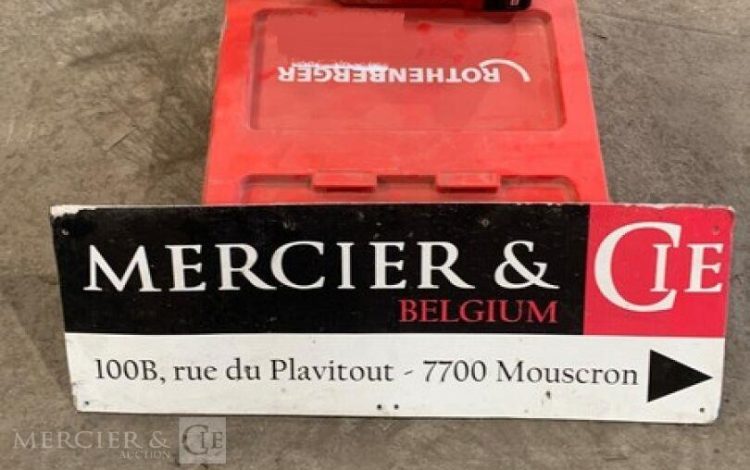 ROTHENBERGER
MERCIER & CIE
BELGIUM
100B, rue du Plavitout - 7700 Mouscron
MERCIER & CIE
AUCTION